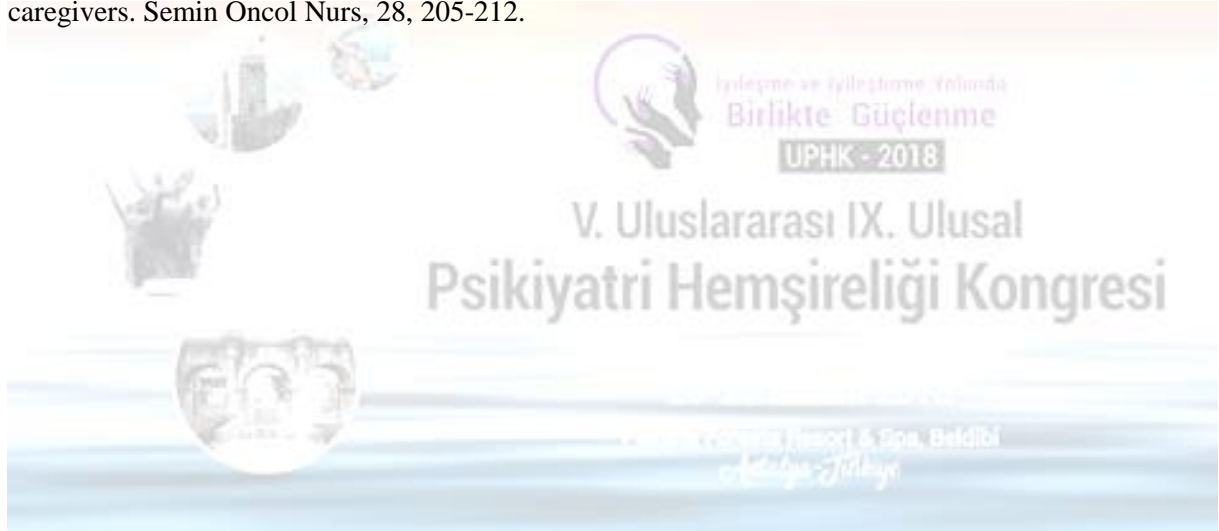 caregivers. Semin Oncol Nurs, 28, 205-212.
İyileşme ve İyileştirme Yolunda
Birlikte Güçlenme
UPHK - 2018
V. Uluslararası IX. Ulusal
Psikiyatri Hemşireliği Kongresi
Resort & Spa, Beldibi
Antalya-Türkiye